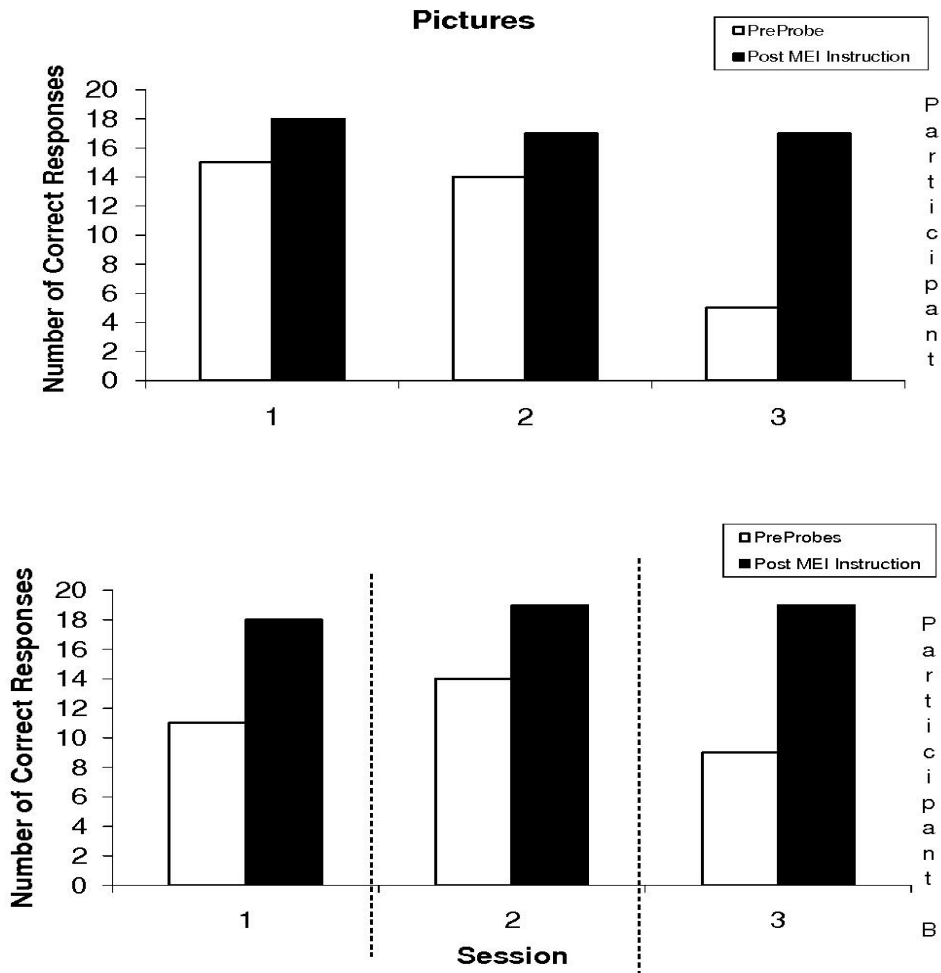 Pictures
PreProbe
Post MEI Instruction
Number of Correct Responses
20
18
16
14
12
10
8
6
4
2
0
1 2 3
Participant
PreProbes
Post MEI Instruction
Number of Correct Responses
20
18
16
14
12
10
8
6
4
2
0
1 2 3
Session
Participant B